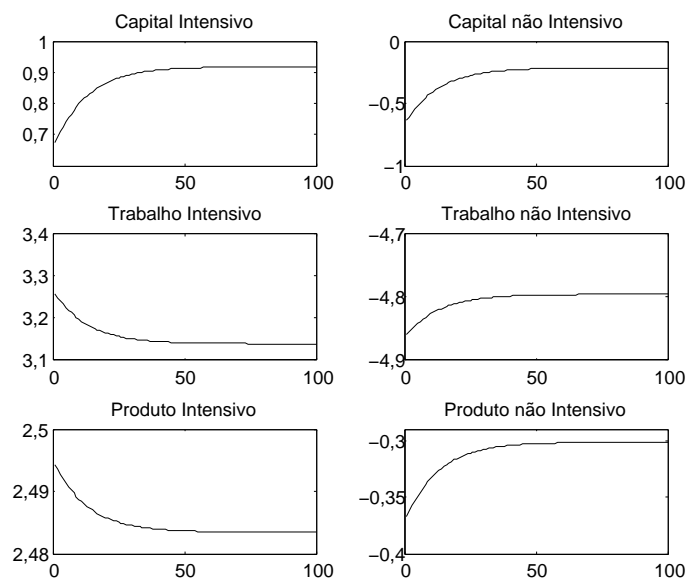 Capital Intensivo
1
0,9
0,8
0,7
0 50 100
Capital não Intensivo
0
−0,5
−1
0 50 100
Trabalho Intensivo
3,4
3,3
3,2
3,1
0 50 100
Trabalho não Intensivo
−4,7
−4,8
−4,9
0 50 100
Produto Intensivo
2,5
2,49
2,48
0 50 100
Produto não Intensivo
−0,3
−0,35
−0,4
0 50 100